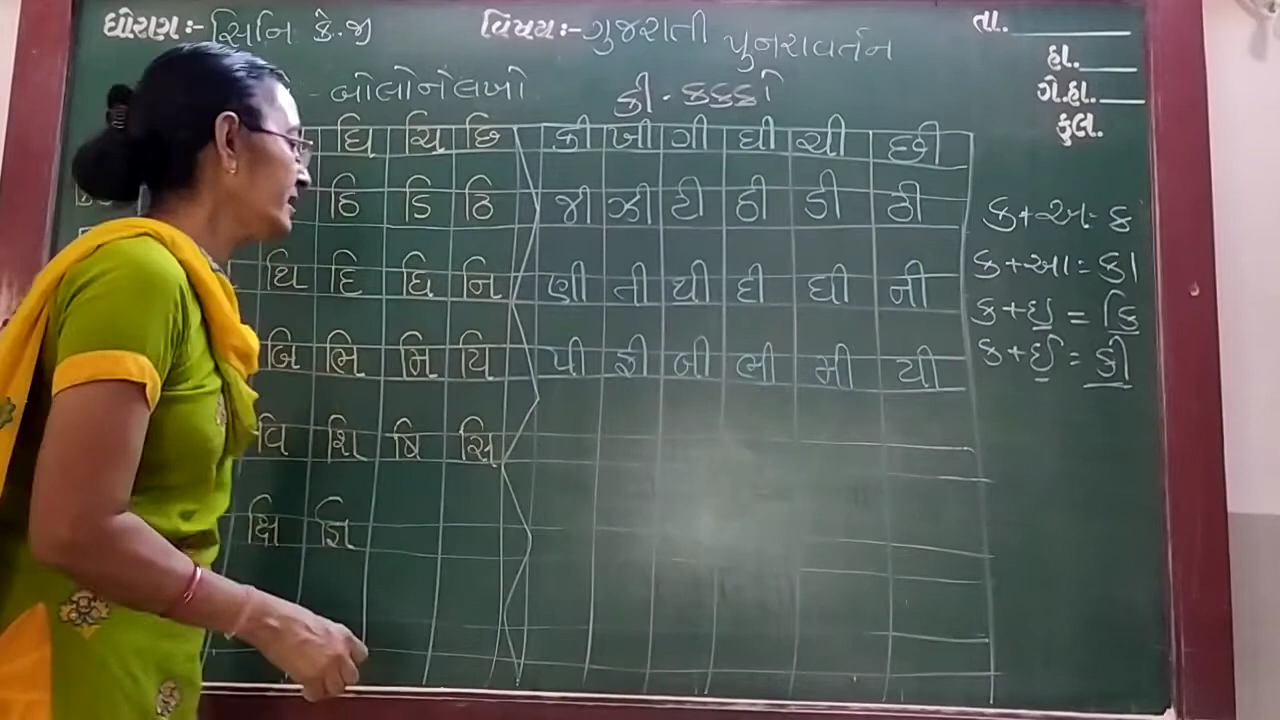 ધોરણ:- સિનિ કે.જી વિષય:- ગુજરાતી પુનરાવર્તન તા.
હા.
ગે.હા.
કુલ.
- બોલોનેલખો કી - કક્કો
ઘિ ચિ છિ કી ખી ગી ઘી ચી છી
ઠિ ડિ ઢિ જી ઝી ટી ઠી ડી ઢી
થિ દિ ધિ નિ ણી તી થી દી ધી ની
બિ ભિ મિ યિ પી ફી બી ભી મી યી
વિ શિ ષિ સિ
ક્ષિ જ્ઞિ
ક+અ=ક
ક+આ=કા
ક+ઇ=કિ
ક+ઈ=કી